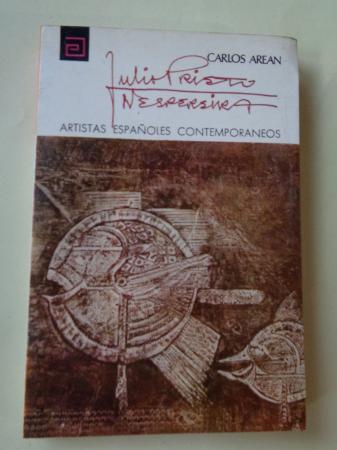 CARLOS AREAN
Julio Prieto
Nespereira
ARTISTAS ESPAÑOLES CONTEMPORANEOS